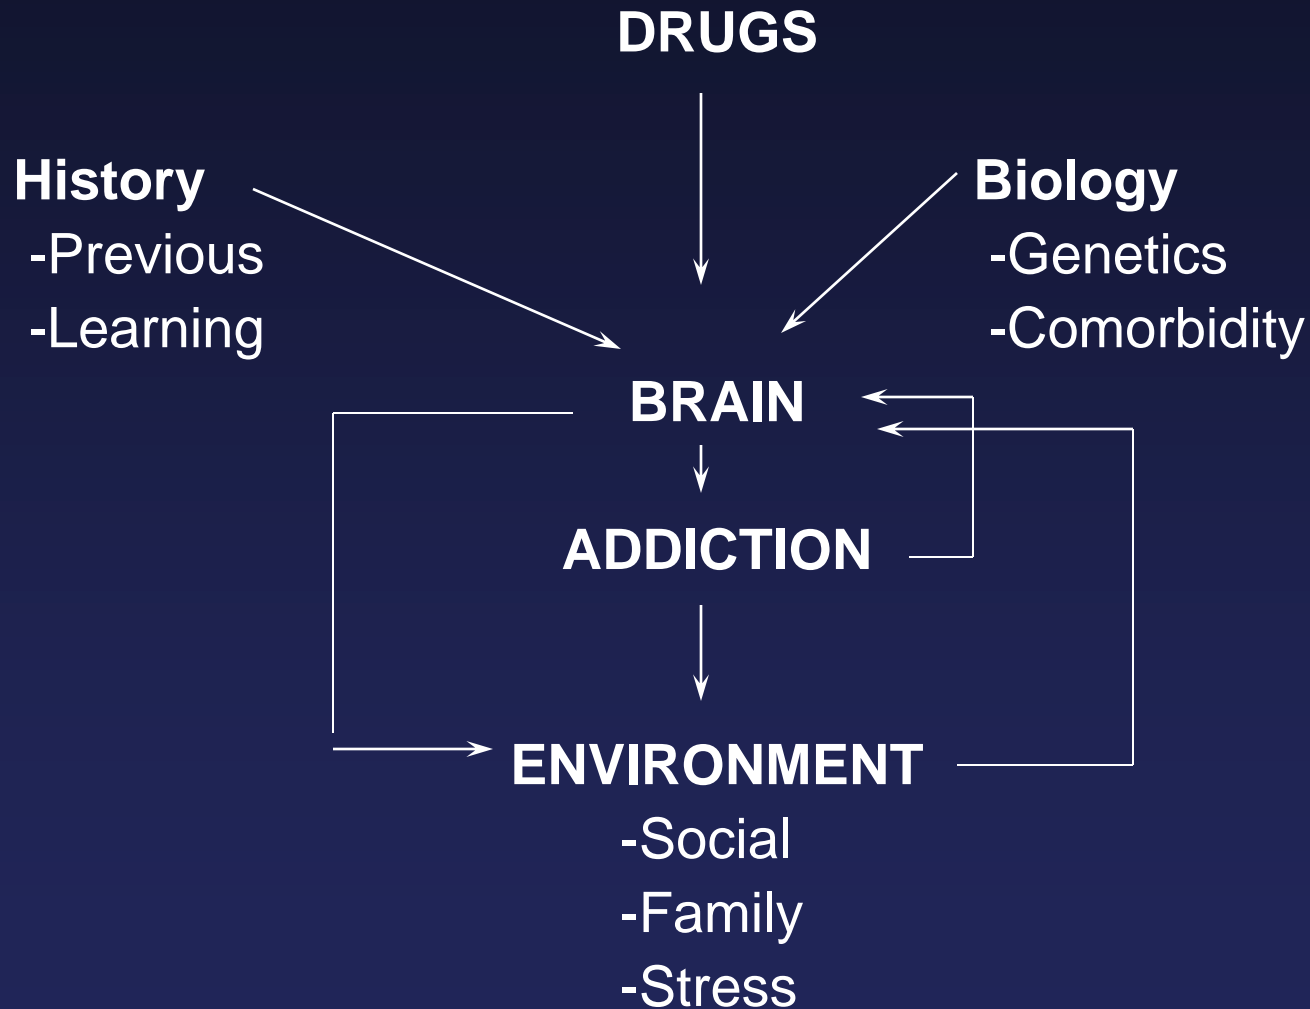 DRUGS
History
-Previous
-Learning
Biology
-Genetics
-Comorbidity
BRAIN
ADDICTION
ENVIRONMENT
-Social
-Family
-Stress